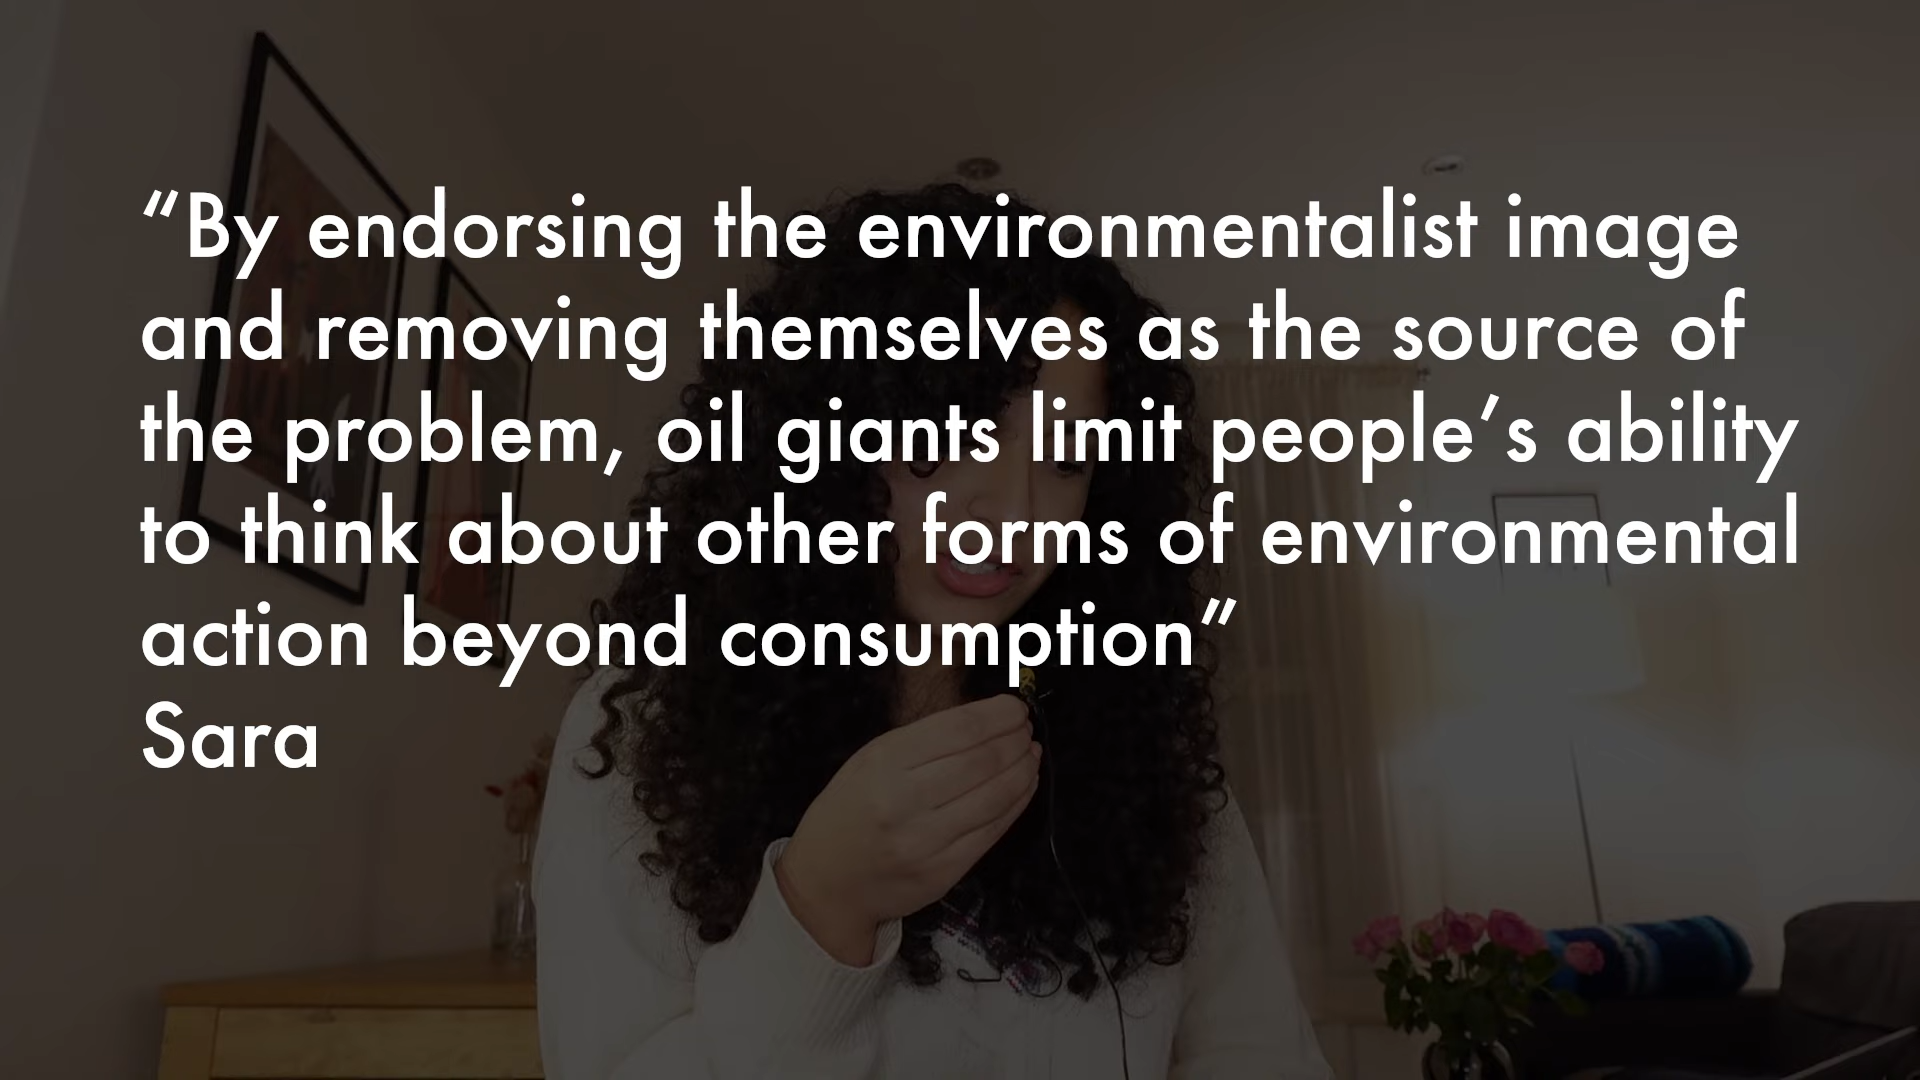 “By endorsing the environmentalist image
and removing themselves as the source of
the problem, oil giants limit people’s ability
to think about other forms of environmental
action beyond consumption”
Sara